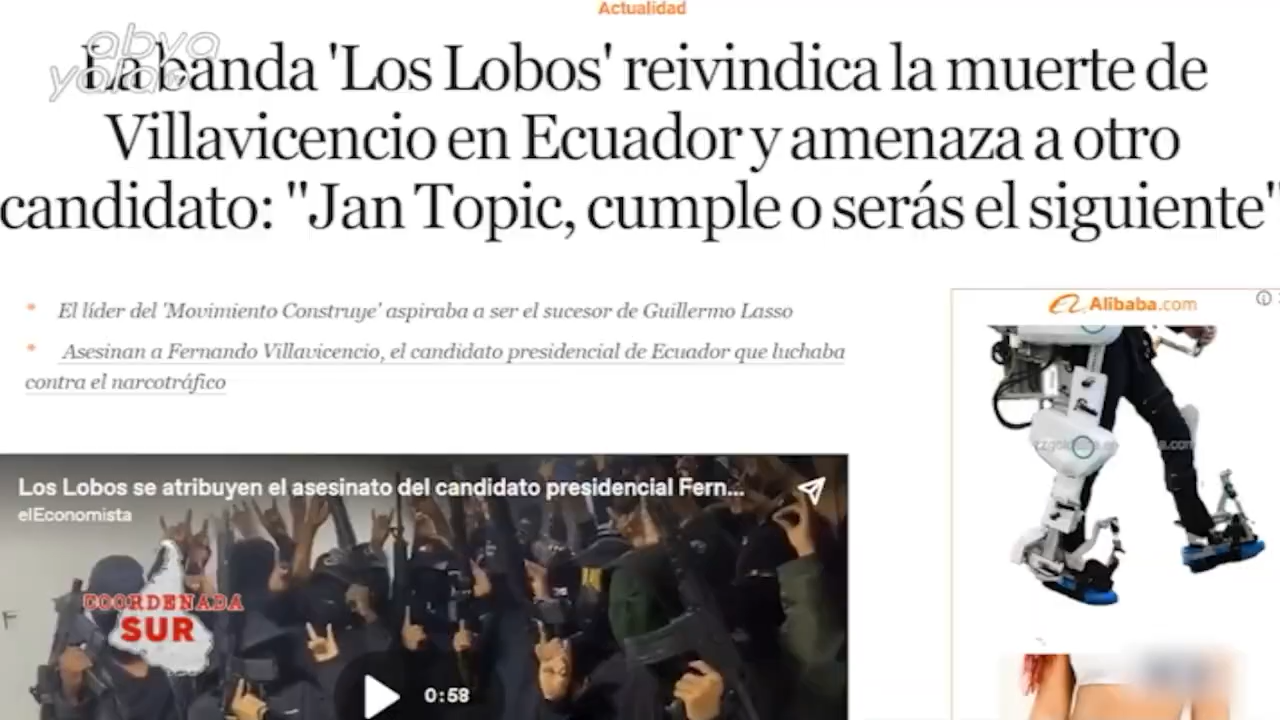 Actualidad
abya
yala tv
La banda 'Los Lobos' reivindica la muerte de
Villavicencio en Ecuador y amenaza a otro
candidato: "Jan Topic, cumple o serás el siguiente"
* El líder del 'Movimiento Construye' aspiraba a ser el sucesor de Guillermo Lasso
* Asesinan a Fernando Villavicencio, el candidato presidencial de Ecuador que luchaba
contra el narcotráfico
Alibaba.com
Los Lobos se atribuyen el asesinato del candidato presidencial Fern...
elEconomista
COORDENADA
SUR
0:58